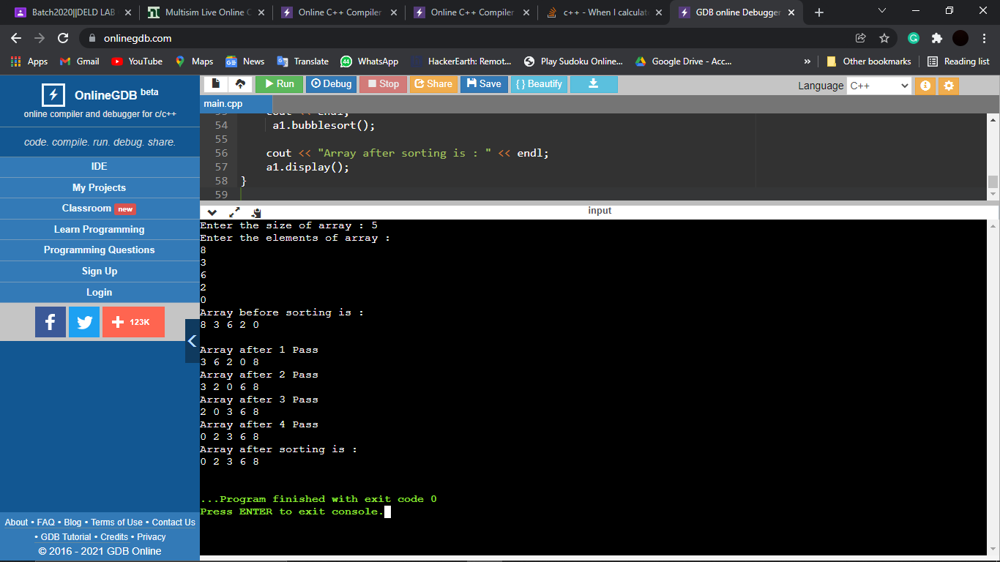 Batch2020||DELD LAB
Multisim Live Online C
Online C++ Compiler
Online C++ Compiler
c++ - When I calculat
GDB online Debugger
onlinegdb.com
Apps
Gmail
YouTube
Maps
News
Translate
WhatsApp
HackerEarth: Remot...
Play Sudoku Online...
Google Drive - Acc...
»
Other bookmarks
Reading list
OnlineGDB beta
online compiler and debugger for c/c++
code. compile. run. debug. share.
IDE
My Projects
Classroom new
Learn Programming
Programming Questions
Sign Up
Login
123K
About • FAQ • Blog • Terms of Use • Contact Us
• GDB Tutorial • Credits • Privacy
© 2016 - 2021 GDB Online
Run
Debug
Stop
Share
Save
{ } Beautify
Language C++
main.cpp
53 cout << endl;
54 a1.bubblesort();
55
56 cout << "Array after sorting is : " << endl;
57 a1.display();
58 }
59
input
Enter the size of array : 5
Enter the elements of array :
8
3
6
2
0
Array before sorting is :
8 3 6 2 0
Array after 1 Pass
3 6 2 0 8
Array after 2 Pass
3 2 0 6 8
Array after 3 Pass
2 0 3 6 8
Array after 4 Pass
0 2 3 6 8
Array after sorting is :
0 2 3 6 8
...Program finished with exit code 0
Press ENTER to exit console.